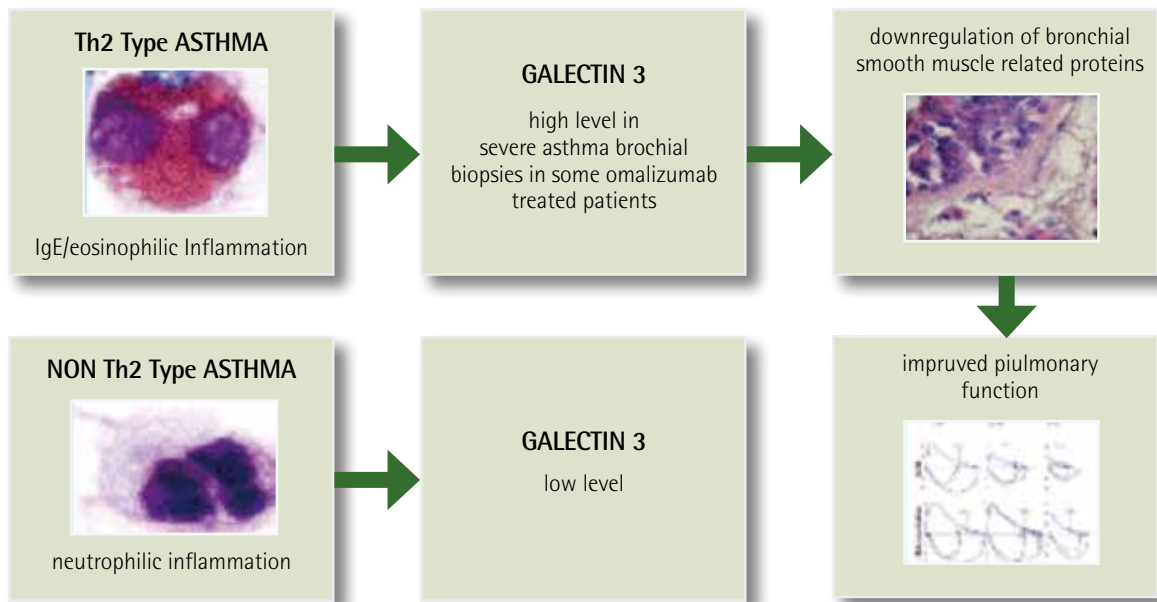 Th2 Type ASTHMA
IgE/eosinophilic Inflammation
GALECTIN 3
high level in
severe asthma brochial
biopsies in some omalizumab
treated patients
downregulation of bronchial
smooth muscle related proteins
NON Th2 Type ASTHMA
neutrophilic inflammation
GALECTIN 3
low level
impruved piulmonary
function